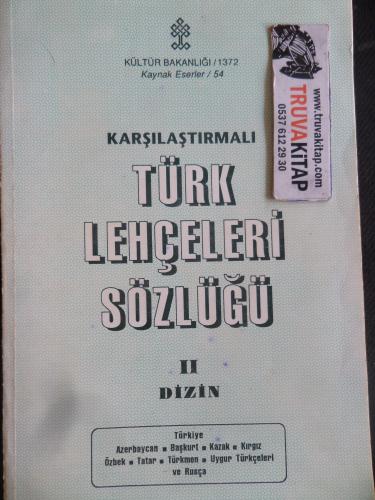 KÜLTÜR BAKANLIĞI / 1372
Kaynak Eserler / 54
KARŞILAŞTIRMALI
TÜRK
LEHÇELERİ
SÖZLÜĞÜ
II
DİZİN
Türkiye
Azerbaycan ▪ Başkurt ▪ Kazak ▪ Kırgız
Özbek ▪ Tatar ▪ Türkmen ▪ Uygur Türkçeleri
ve Rusça
www.truvakitap.com
TRUVAKİTAP
0537 612 29 30